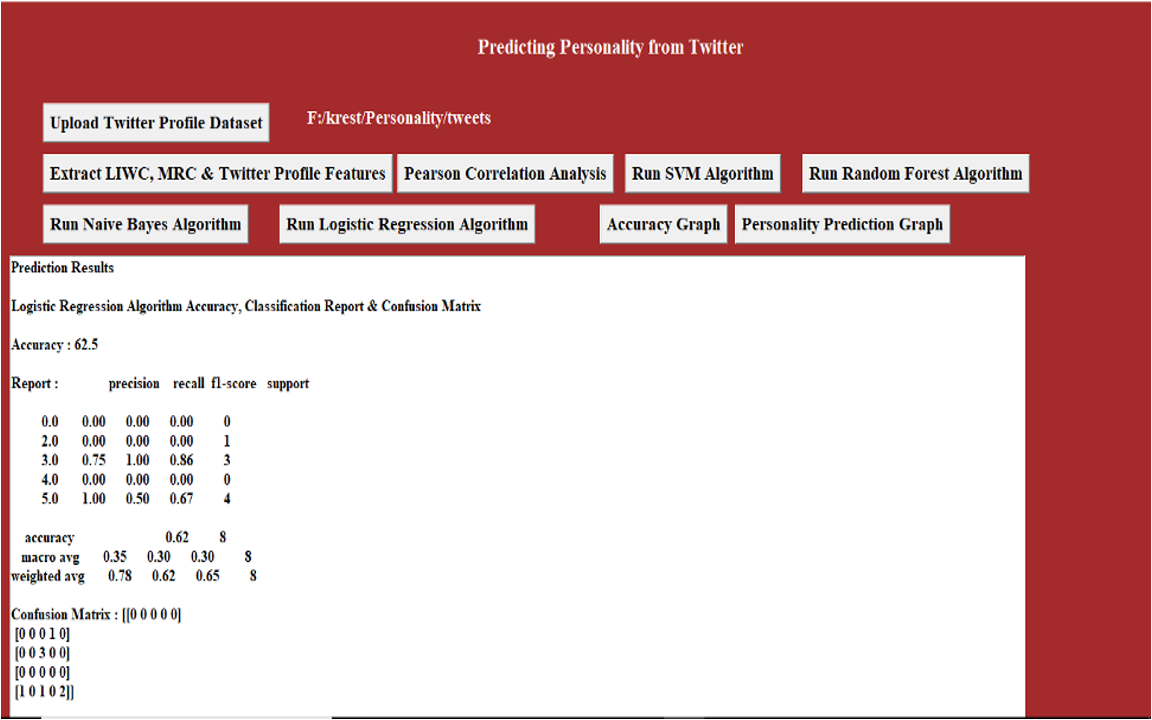 Predicting Personality from Twitter
Upload Twitter Profile Dataset F:/krest/Personality/tweets
Extract LIWC, MRC & Twitter Profile Features Pearson Correlation Analysis Run SVM Algorithm Run Random Forest Algorithm
Run Naive Bayes Algorithm Run Logistic Regression Algorithm Accuracy Graph Personality Prediction Graph
Prediction Results
Logistic Regression Algorithm Accuracy, Classification Report & Confusion Matrix
Accuracy : 62.5
Report : precision recall f1-score support
0.0 0.00 0.00 0.00 0
2.0 0.00 0.00 0.00 1
3.0 0.75 1.00 0.86 3
4.0 0.00 0.00 0.00 0
5.0 1.00 0.50 0.67 4
accuracy 0.62 8
macro avg 0.35 0.30 0.30 8
weighted avg 0.78 0.62 0.65 8
Confusion Matrix : [[0 0 0 0 0]
[0 0 0 1 0]
[0 0 3 0 0]
[0 0 0 0 0]
[1 0 1 0 2]]